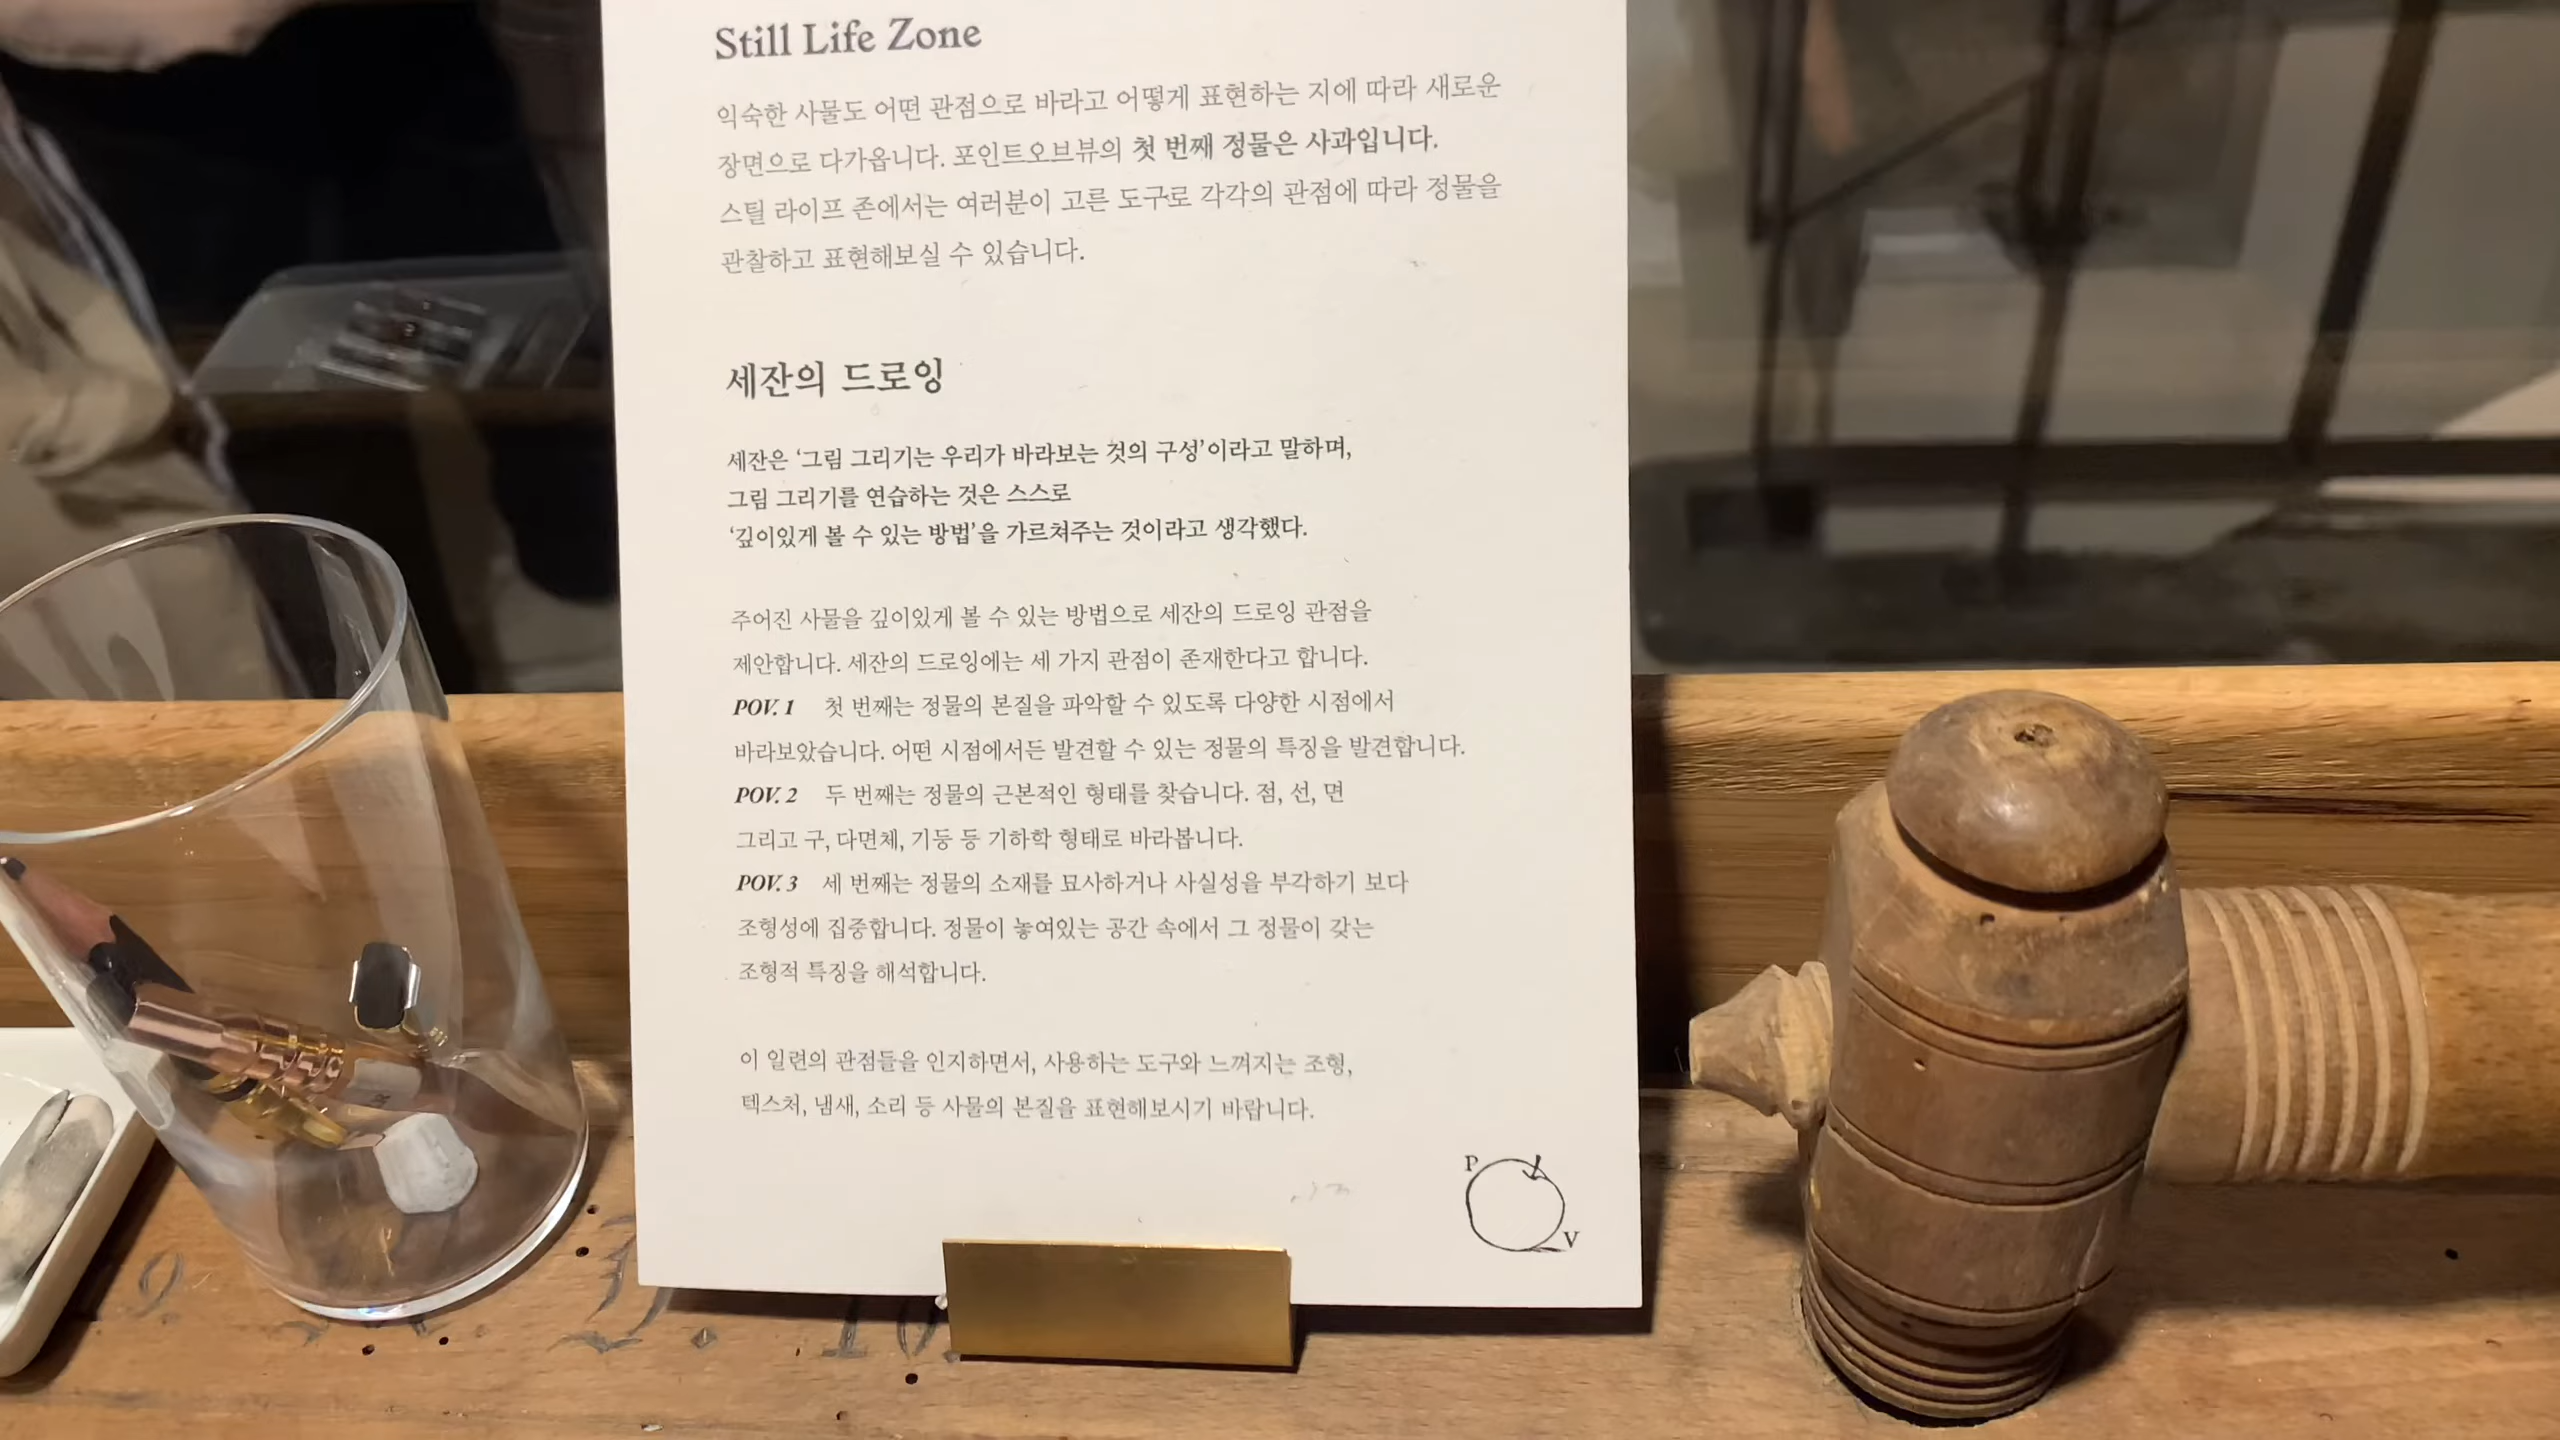 Still Life Zone
익숙한 사물도 어떤 관점으로 바라고 어떻게 표현하는 지에 따라 새로운
장면으로 다가옵니다. 포인트오브뷰의 첫 번째 정물은 사과입니다.
스틸 라이프 존에서는 여러분이 고른 도구로 각각의 관점에 따라 정물을
관찰하고 표현해보실 수 있습니다.
세잔의 드로잉
세잔은 ‘그림 그리기는 우리가 바라보는 것의 구성’이라고 말하며,
그림 그리기를 연습하는 것은 스스로
‘깊이있게 볼 수 있는 방법’을 가르쳐주는 것이라고 생각했다.
주어진 사물을 깊이있게 볼 수 있는 방법으로 세잔의 드로잉 관점을
제안합니다. 세잔의 드로잉에는 세 가지 관점이 존재한다고 합니다.
POV. 1 첫 번째는 정물의 본질을 파악할 수 있도록 다양한 시점에서
바라보았습니다. 어떤 시점에서든 발견할 수 있는 정물의 특징을 발견합니다.
POV. 2 두 번째는 정물의 근본적인 형태를 찾습니다. 점, 선, 면
그리고 구, 다면체, 기둥 등 기하학 형태로 바라봅니다.
POV. 3 세 번째는 정물의 소재를 묘사하거나 사실성을 부각하기 보다
조형성에 집중합니다. 정물이 놓여있는 공간 속에서 그 정물이 갖는
조형적 특징을 해석합니다.
이 일련의 관점들을 인지하면서, 사용하는 도구와 느껴지는 조형,
텍스처, 냄새, 소리 등 사물의 본질을 표현해보시기 바랍니다.
P
V